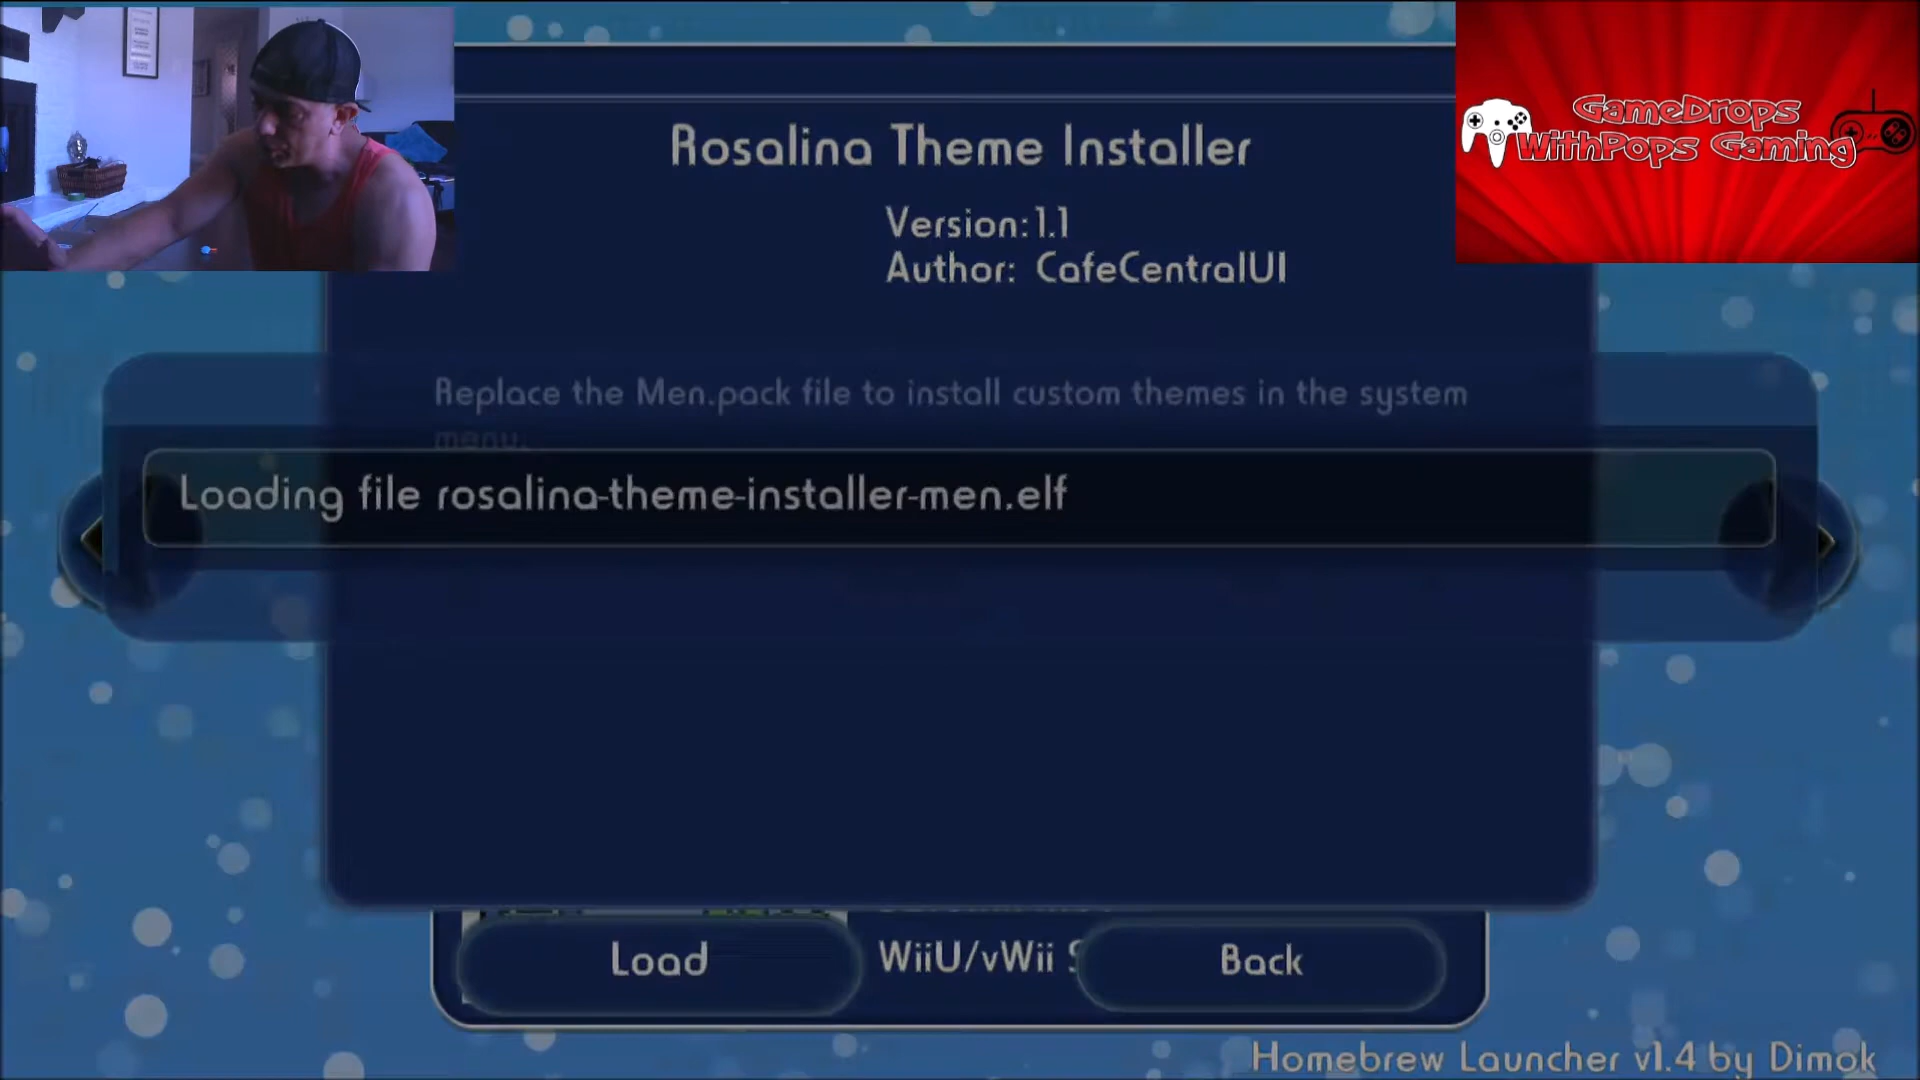 GameDrops
WithPops Gaming
Rosalina Theme Installer
Version:1.1
Author: CafeCentralUI
Replace the Men.pack file to install custom themes in the system
menu.
Loading file rosalina-theme-installer-men.elf
Load
WiiU/vWii S
Back
Homebrew Launcher v1.4 by Dimok